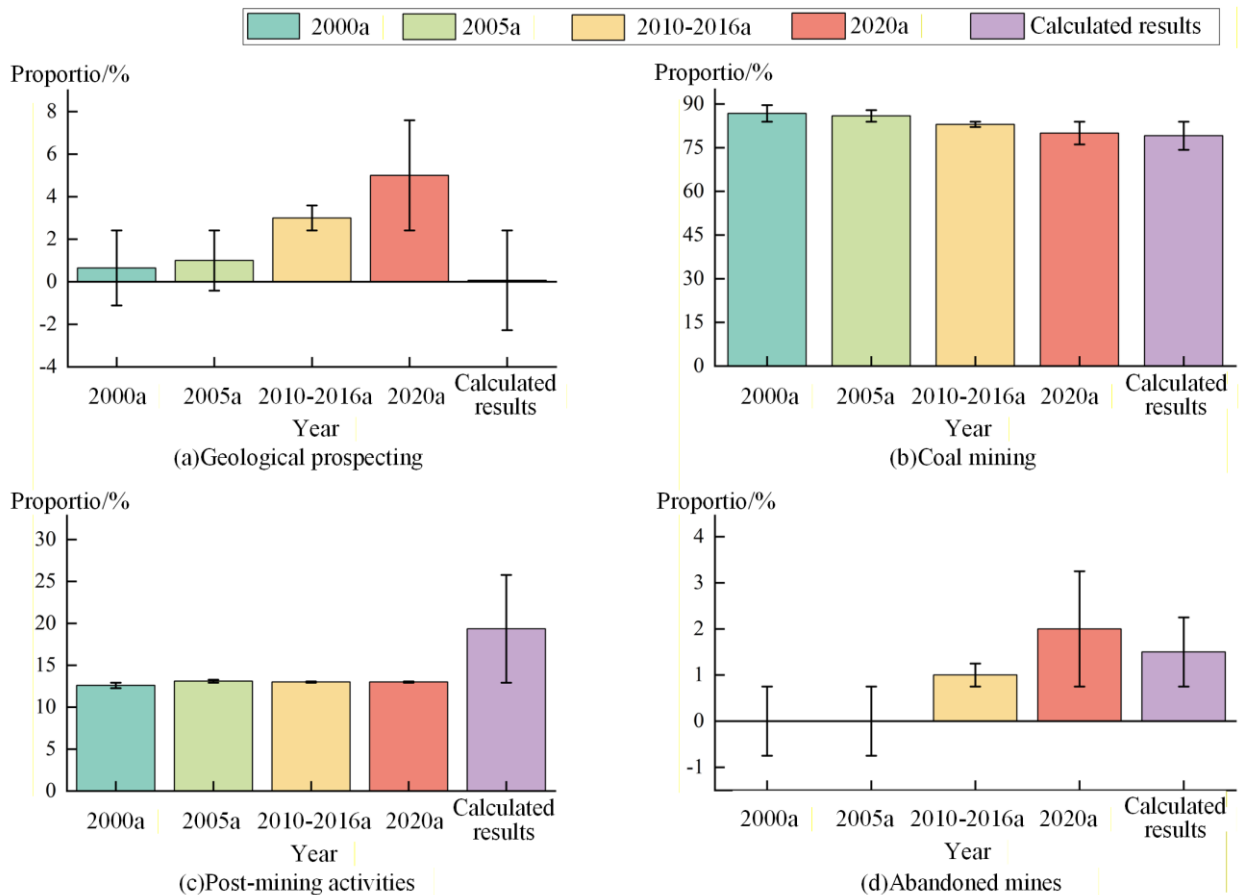 2000a 2005a 2010-2016a 2020a Calculated results
Proportio/%
8
6
4
2
0
-2
-4
2000a 2005a 2010-2016a 2020a Calculated
results
Year
(a)Geological prospecting
Proportio/%
90
75
60
45
30
15
0
2000a 2005a 2010-2016a 2020a Calculated
results
Year
(b)Coal mining
Proportio/%
30
25
20
15
10
5
0
2000a 2005a 2010-2016a 2020a Calculated
results
Year
(c)Post-mining activities
Proportio/%
4
3
2
1
0
-1
2000a 2005a 2010-2016a 2020a Calculated
results
Year
(d)Abandoned mines